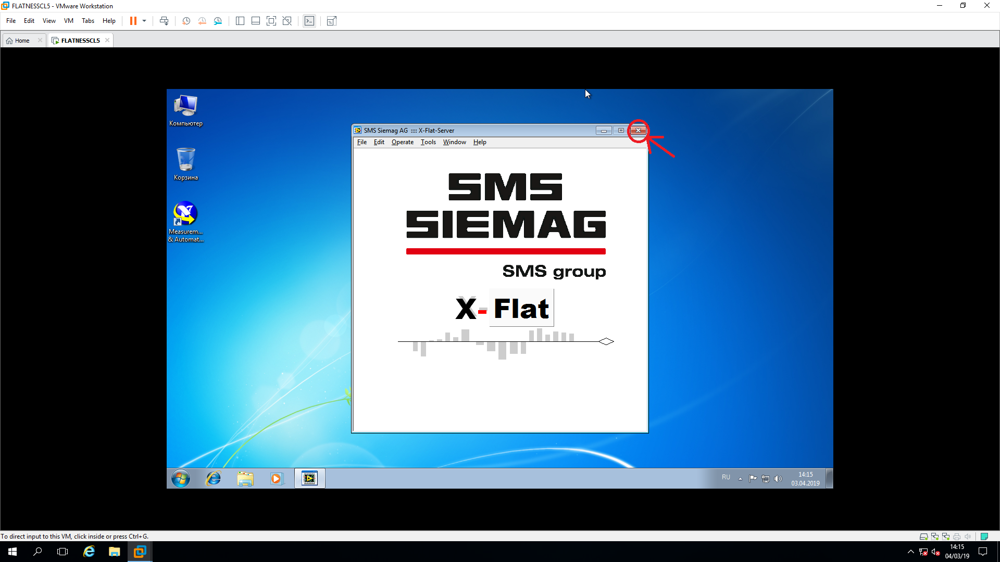 FLATNESSCL5 - VMware Workstation
File Edit View VM Tabs Help
Home FLATNESSCL5
Компьютер
Корзина
Measurem...
& Automat...
SMS Siemag AG :::: X-Flat-Server
File Edit Operate Tools Window Help
SMS
SIEMAG
SMS group
X- Flat
RU
14:15
03.04.2019
To direct input to this VM, click inside or press Ctrl+G.
14:15
04/03/19